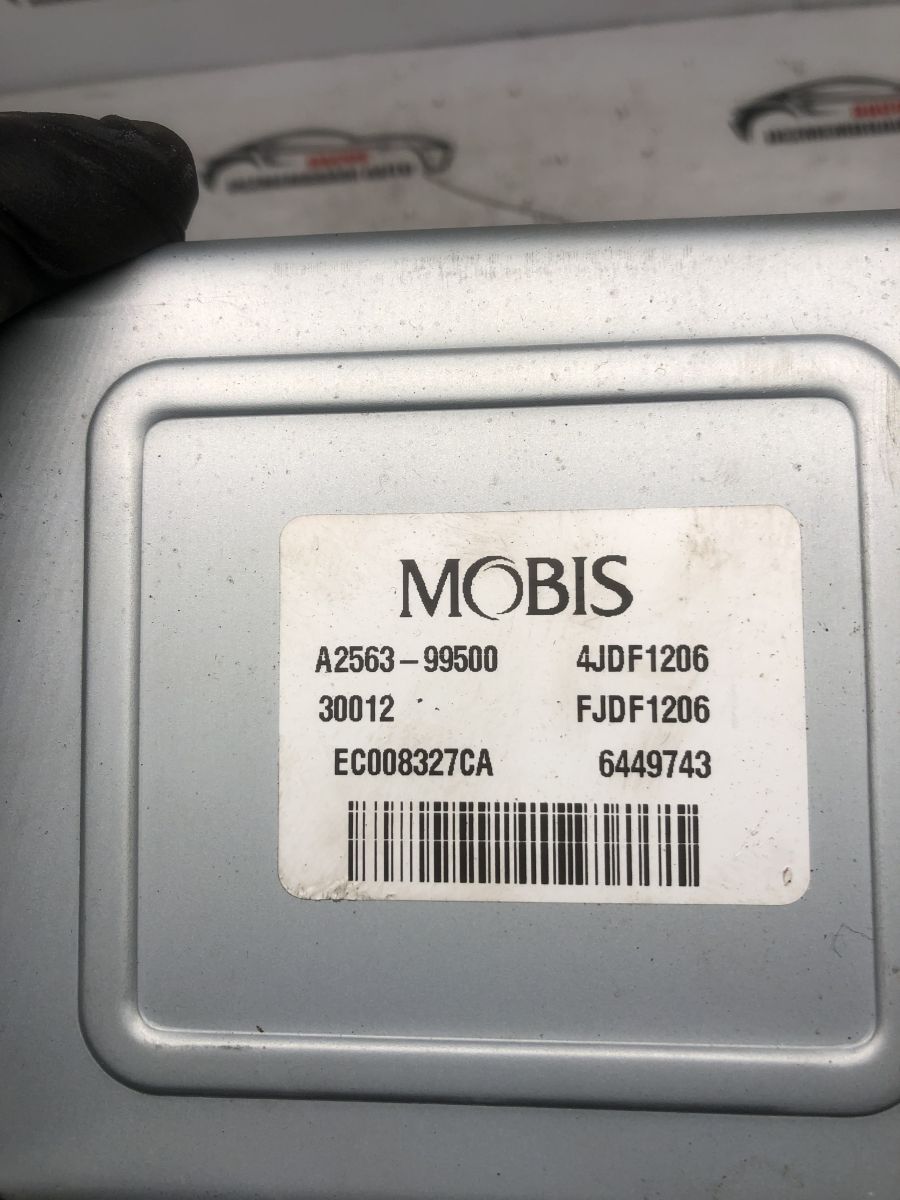 MOBIS
A2563-99500 4JDF1206
30012 FJDF1206
EC008327CA 6449743